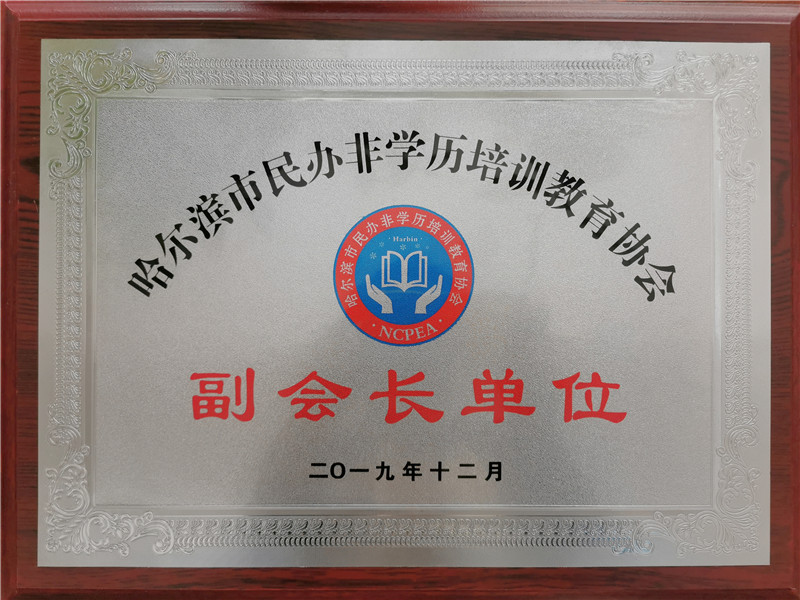 哈尔滨市民办非学历培训教育协会
哈尔滨市民办非学历培训教育协会
·Harbin·
·NCPEA·
副会长单位
二O一九年十二月